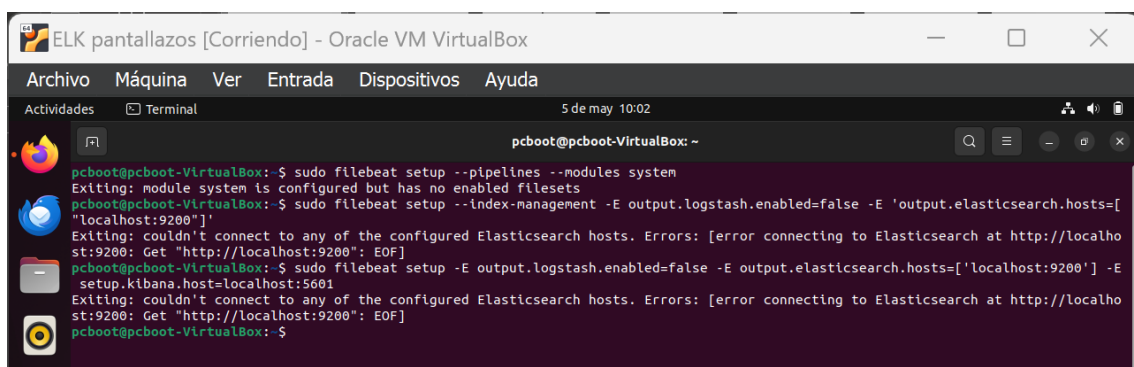 64
ELK pantallazos [Corriendo] - Oracle VM VirtualBox
Archivo Máquina Ver Entrada Dispositivos Ayuda
Actividades Terminal 5 de may 10:02
pcboot@pcboot-VirtualBox: ~
pcboot@pcboot-VirtualBox:~$ sudo filebeat setup --pipelines --modules system
Exiting: module system is configured but has no enabled filesets
pcboot@pcboot-VirtualBox:~$ sudo filebeat setup --index-management -E output.logstash.enabled=false -E 'output.elasticsearch.hosts=[
"localhost:9200"]'
Exiting: couldn't connect to any of the configured Elasticsearch hosts. Errors: [error connecting to Elasticsearch at http://localho
st:9200: Get "http://localhost:9200": EOF]
pcboot@pcboot-VirtualBox:~$ sudo filebeat setup -E output.logstash.enabled=false -E output.elasticsearch.hosts=['localhost:9200'] -E
setup.kibana.host=localhost:5601
Exiting: couldn't connect to any of the configured Elasticsearch hosts. Errors: [error connecting to Elasticsearch at http://localho
st:9200: Get "http://localhost:9200": EOF]
pcboot@pcboot-VirtualBox:~$